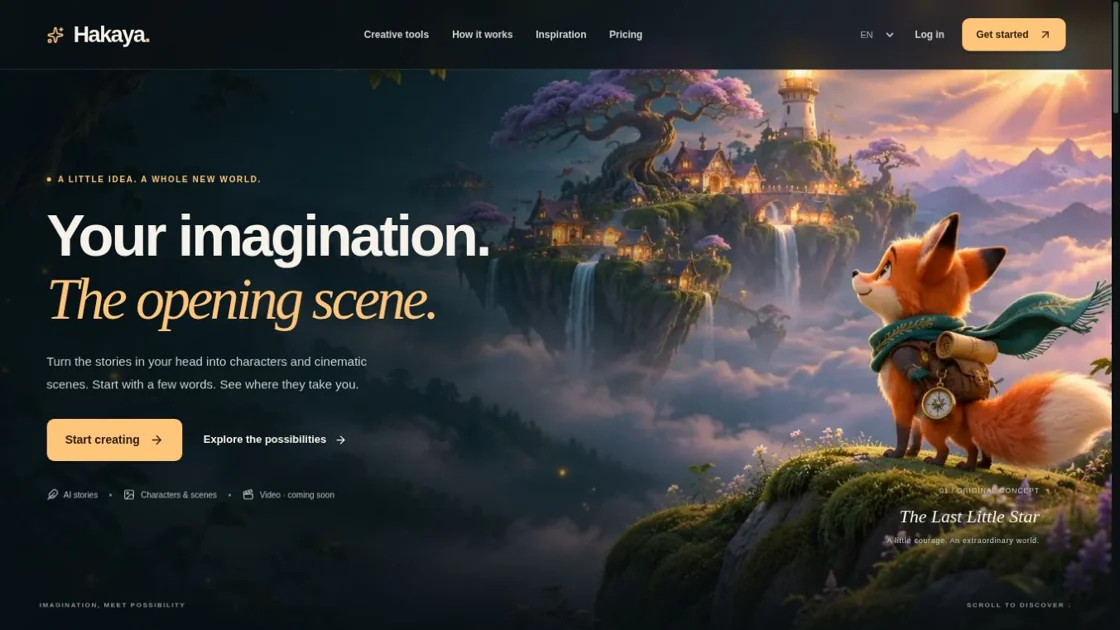 Hakaya.
Creative tools
How it works
Inspiration
Pricing
EN
Log in
Get started
A LITTLE IDEA. A WHOLE NEW WORLD.
Your imagination.
The opening scene.
Turn the stories in your head into characters and cinematic
scenes. Start with a few words. See where they take you.
Start creating
Explore the possibilities
AI stories • Characters & scenes • Video · coming soon
01 / ORIGINAL CONCEPT
The Last Little Star
A little courage. An extraordinary world.
IMAGINATION, MEET POSSIBILITY
SCROLL TO DISCOVER